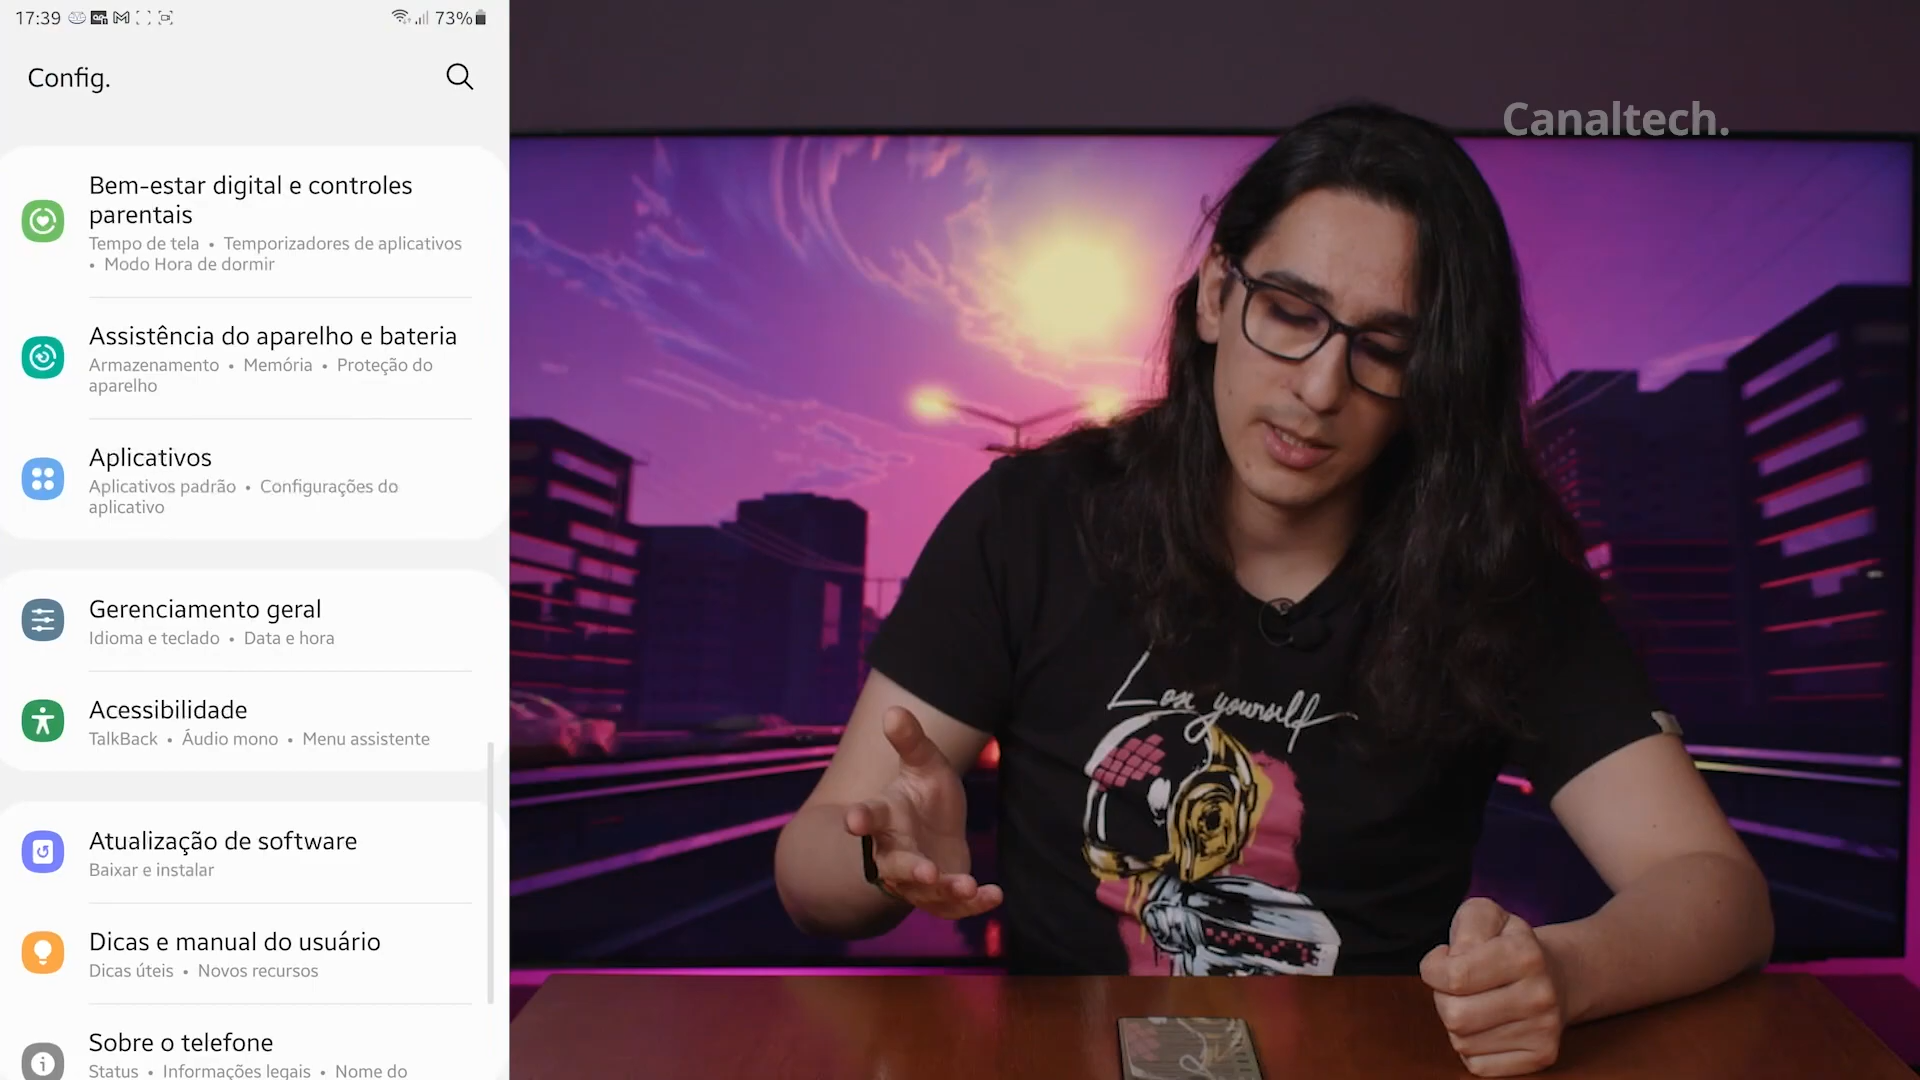 17:39
73%
Config.
Canaltech.
Bem-estar digital e controles
parentais
Tempo de tela • Temporizadores de aplicativos
• Modo Hora de dormir
Assistência do aparelho e bateria
Armazenamento • Memória • Proteção do
aparelho
Aplicativos
Aplicativos padrão • Configurações do
aplicativo
Gerenciamento geral
Idioma e teclado • Data e hora
Acessibilidade
TalkBack • Áudio mono • Menu assistente
Atualização de software
Baixar e instalar
Dicas e manual do usuário
Dicas úteis • Novos recursos
Sobre o telefone
Status • Informações legais • Nome do
Lose yourself